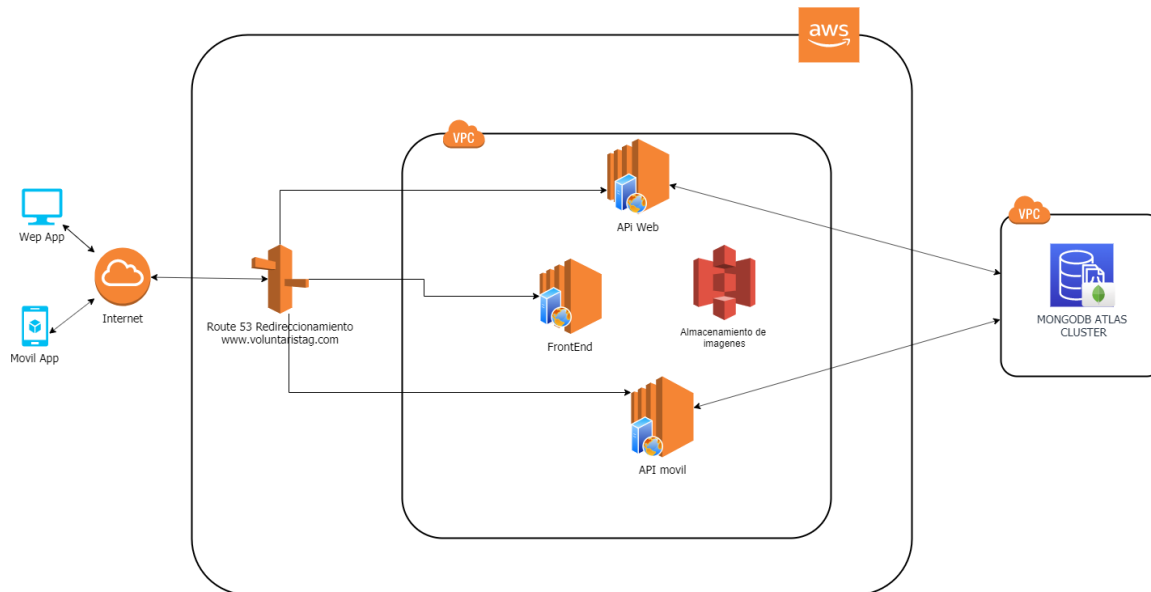 aws
VPC
APi Web
Wep App
VPC
Internet
Route 53 Redireccionamiento
www.voluntaristag.com
FrontEnd
Almacenamiento de
imagenes
MONGODB ATLAS
CLUSTER
Movil App
API movil